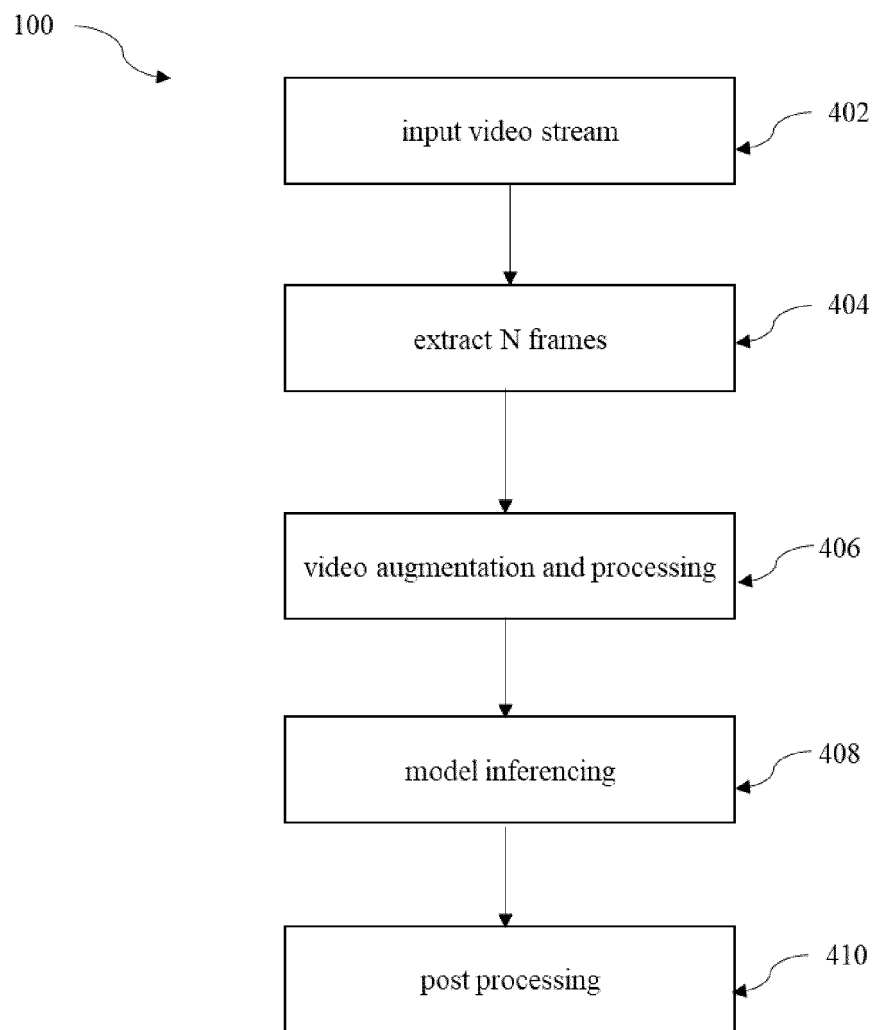 100
input video stream
402
extract N frames
404
video augmentation and processing
406
model inferencing
408
post processing
410